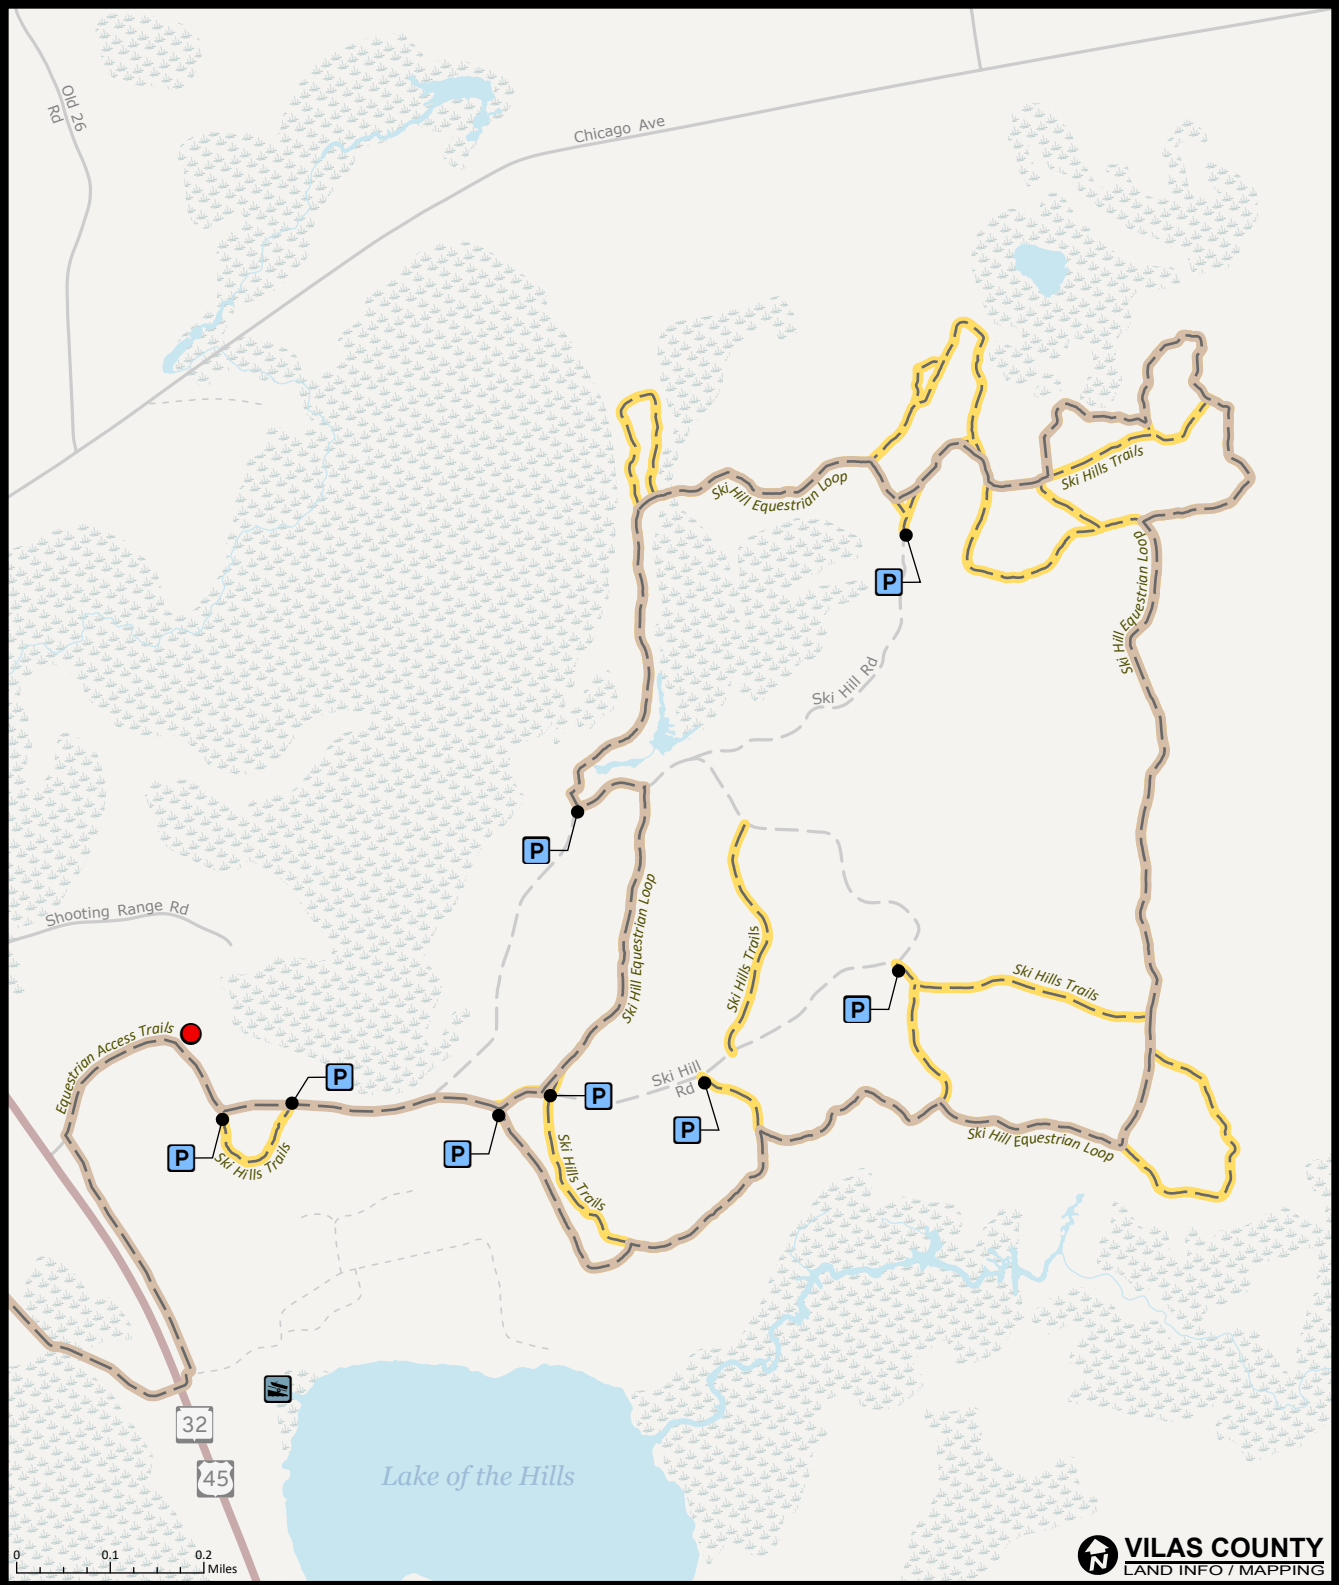 Old 26
Rd
Chicago Ave
Ski Hill Equestrian Loop
Ski Hills Trails
P
Ski Hill Equestrian Loop
Ski Hill Rd
P
Ski Hill Equestrian Loop
Shooting Range Rd
Ski Hills Trails
Ski Hills Trails
P
Equestrian Access Trails
P
Ski Hill
Rd
P
P
P
P
Ski Hills Trails
Ski Hills Trails
Ski Hill Equestrian Loop
32
45
Lake of the Hills
N
VILAS COUNTY
LAND INFO / MAPPING
0 0.1 0.2
Miles